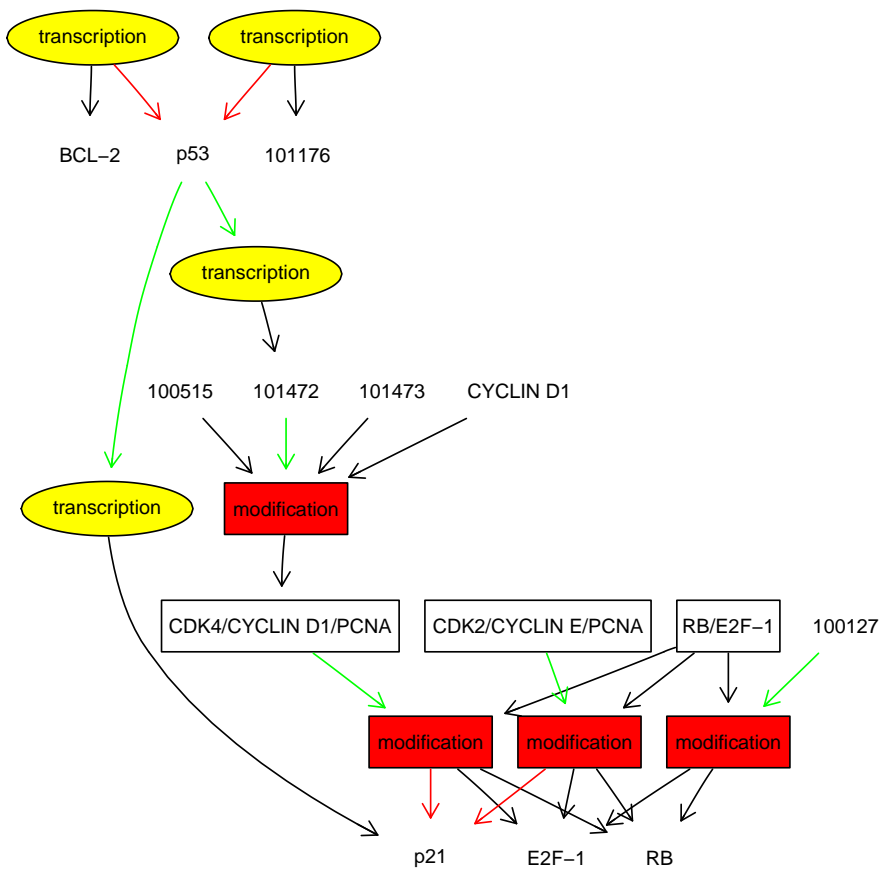 transcription
transcription
BCL−2
p53
101176
transcription
100515
101472
101473
CYCLIN D1
transcription
modification
CDK4/CYCLIN D1/PCNA
CDK2/CYCLIN E/PCNA
RB/E2F−1
100127
modification
modification
modification
p21
E2F−1
RB